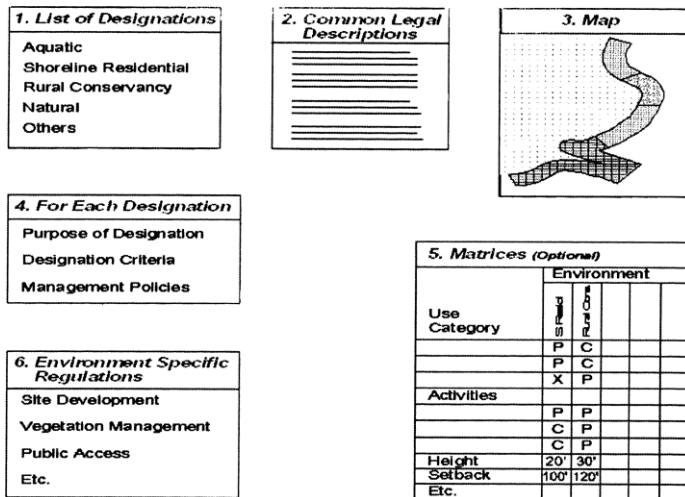 1. List of Designations
Aquatic
Shoreline Residential
Rural Conservancy
Natural
Others
2. Common Legal
Descriptions
3. Map
4. For Each Designation
Purpose of Designation
Designation Criteria
Management Policies
5. Matrices (Optional)
Environment
Use
Category
Rural Cons.
P C
P C
X P
Activities
P P
C P
C P
Height 20' 30'
Setback 100' 120'
Etc.
6. Environment Specific
Regulations
Site Development
Vegetation Management
Public Access
Etc.